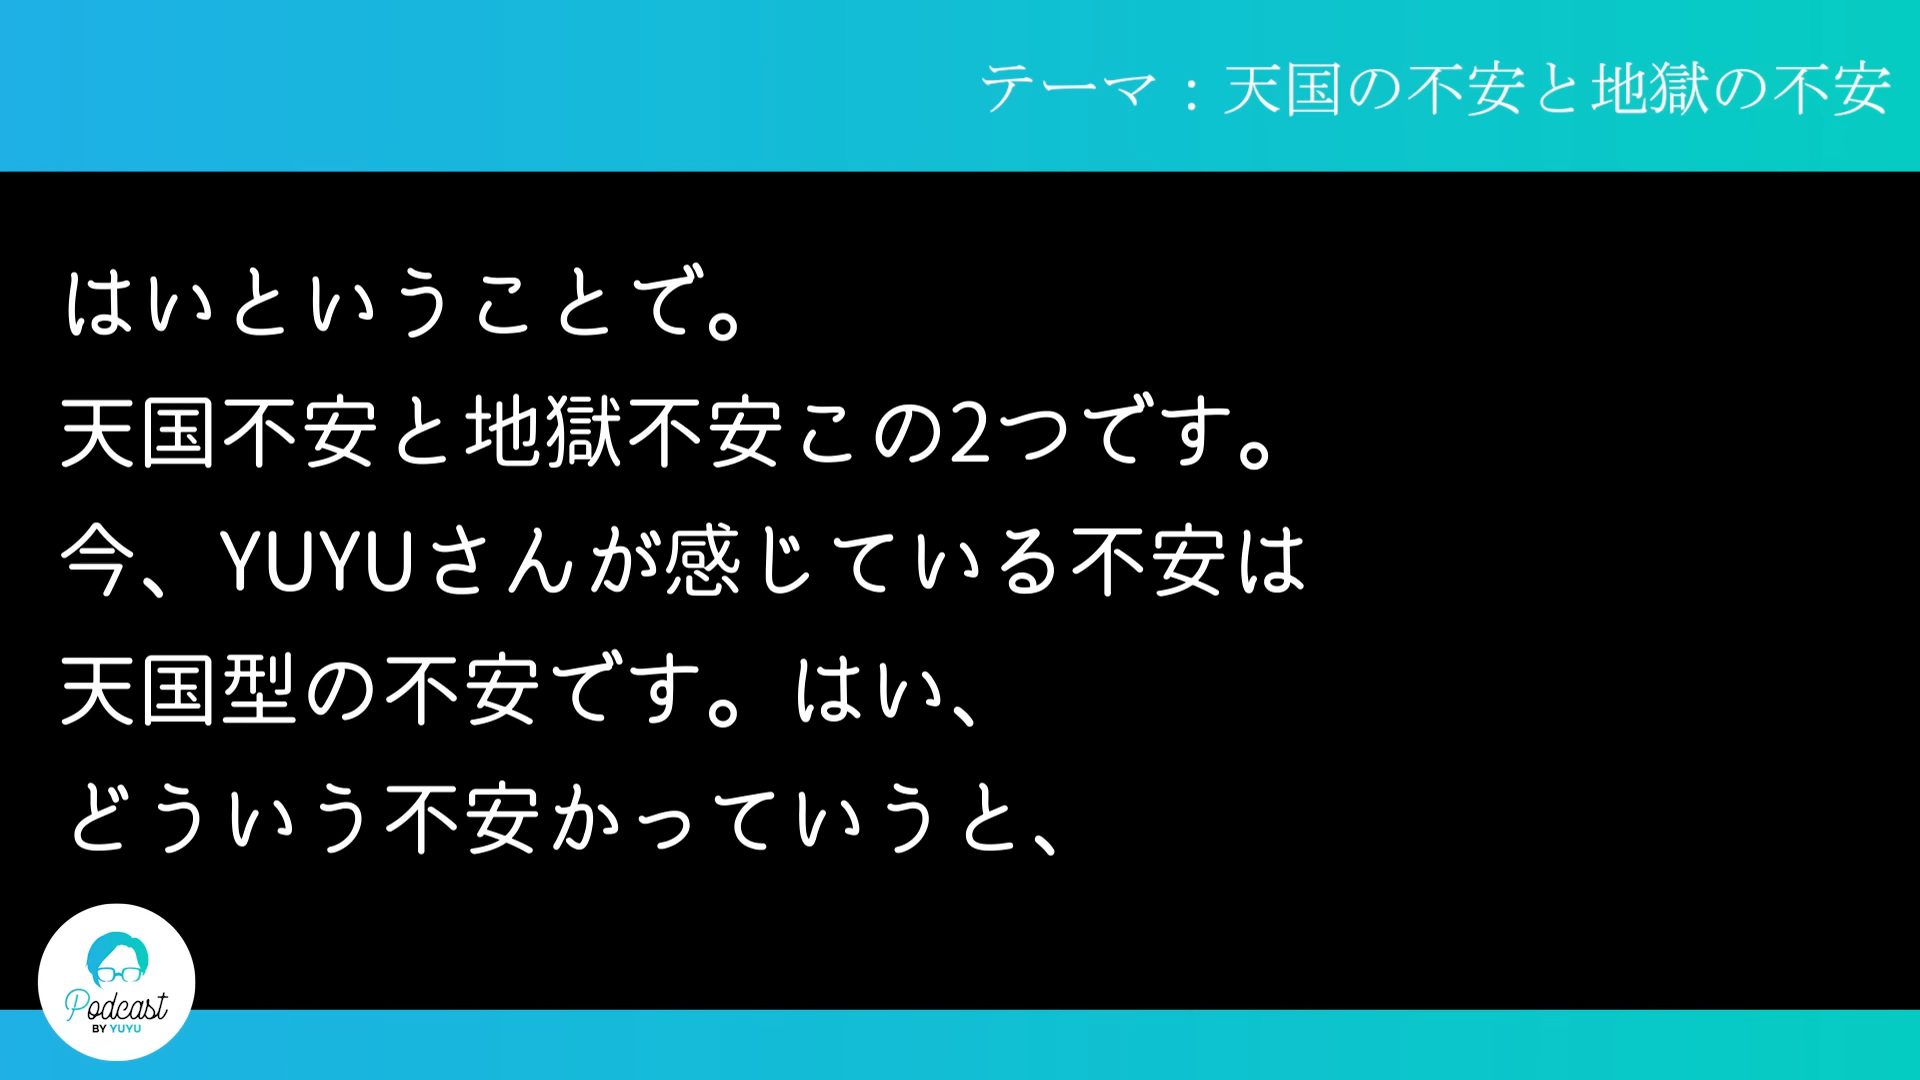 テーマ：天国の不安と地獄の不安
はいということで。
天国不安と地獄不安この2つです。
今、YUYUさんが感じている不安は
天国型の不安です。はい、
どういう不安かっていうと、
Podcast
BY YUYU